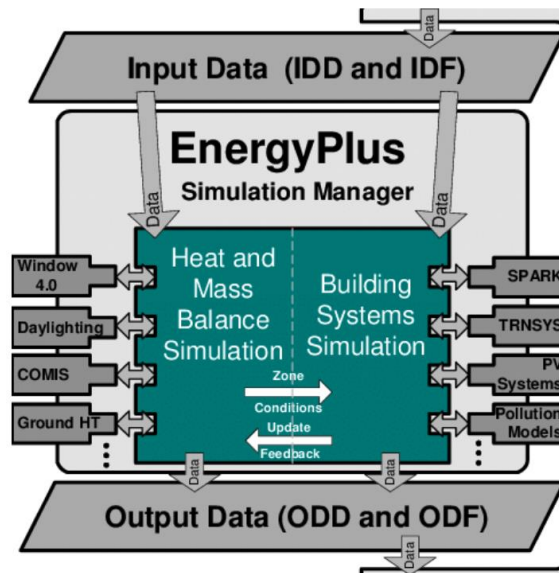 Data
Input Data (IDD and IDF)
EnergyPlus
Simulation Manager
Data
Data
Window
4.0
Daylighting
COMIS
Ground HT
Heat and
Mass
Balance
Simulation
Building
Systems
Simulation
Zone
Conditions
Update
Feedback
SPARK
TRNSYS
PV
Systems
Pollution
Models
Data
Data
Output Data (ODD and ODF)
Data